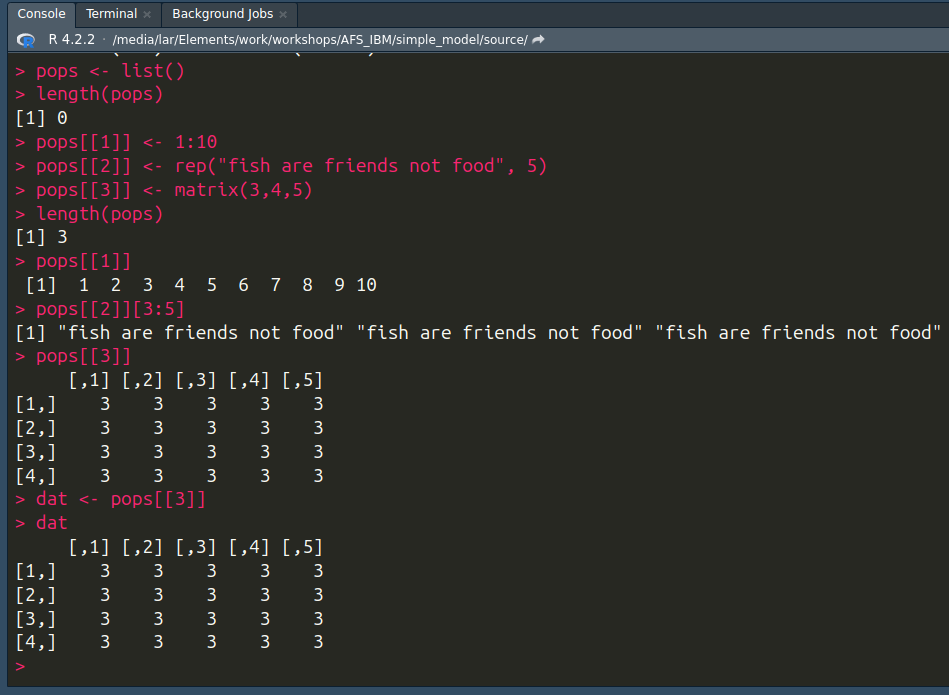 Console Terminal × Background Jobs ×
R 4.2.2 · /media/lar/Elements/work/workshops/AFS_IBM/simple_model/source/
> pops <- list()
> length(pops)
[1] 0
> pops[[1]] <- 1:10
> pops[[2]] <- rep("fish are friends not food", 5)
> pops[[3]] <- matrix(3,4,5)
> length(pops)
[1] 3
> pops[[1]]
 [1]  1  2  3  4  5  6  7  8  9 10
> pops[[2]][3:5]
[1] "fish are friends not food" "fish are friends not food" "fish are friends not food"
> pops[[3]]
     [,1] [,2] [,3] [,4] [,5]
[1,]    3    3    3    3    3
[2,]    3    3    3    3    3
[3,]    3    3    3    3    3
[4,]    3    3    3    3    3
> dat <- pops[[3]]
> dat
     [,1] [,2] [,3] [,4] [,5]
[1,]    3    3    3    3    3
[2,]    3    3    3    3    3
[3,]    3    3    3    3    3
[4,]    3    3    3    3    3
>